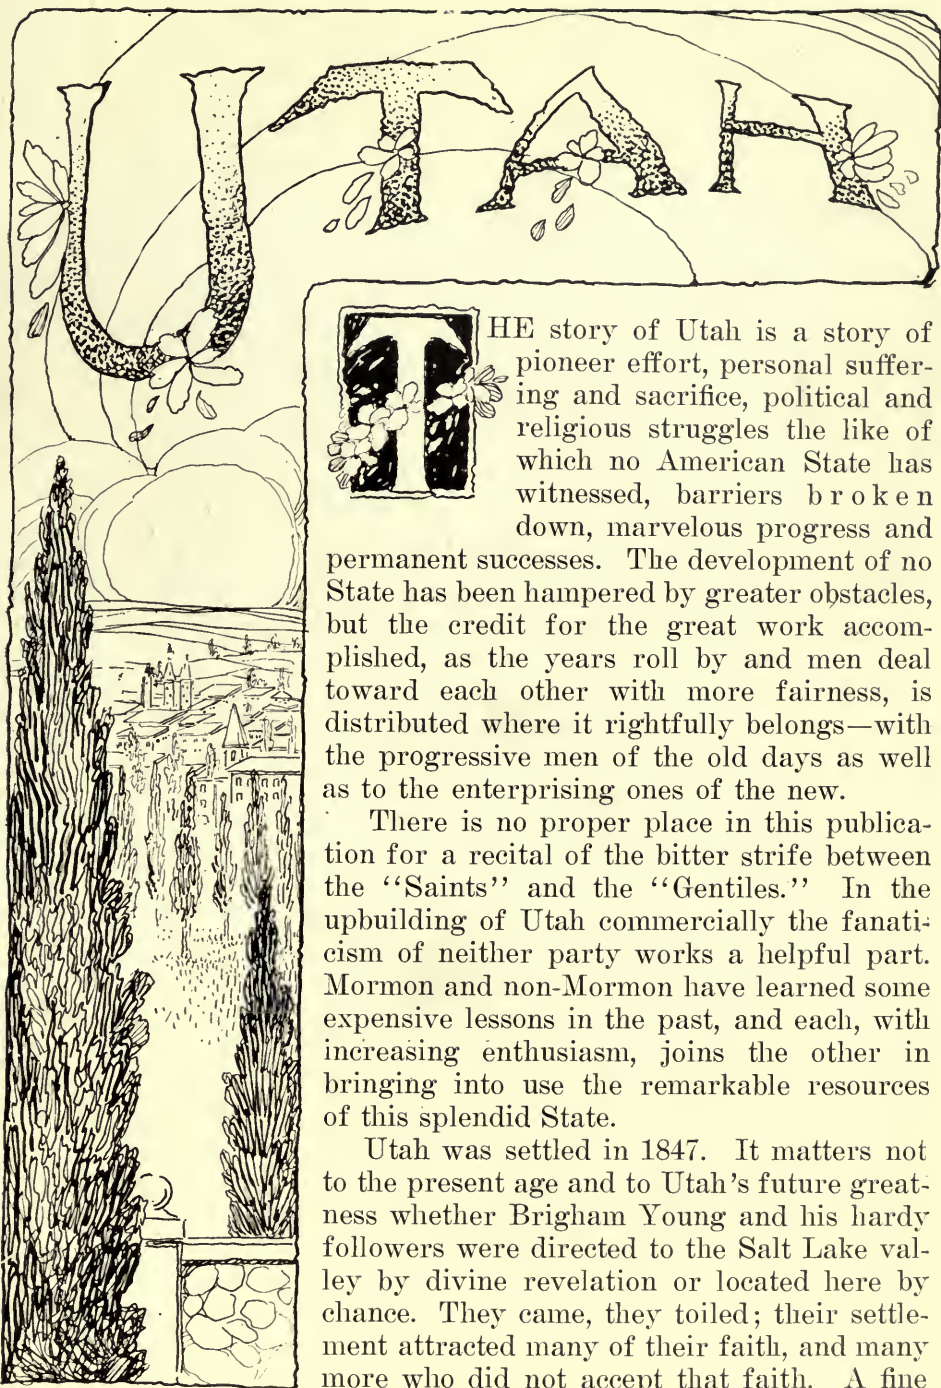 UTAH
THE story of Utah is a story of
pioneer effort, personal suffer-
ing and sacrifice, political and
religious struggles the like of
which no American State has
witnessed, barriers broken
down, marvelous progress and
permanent successes. The development of no
State has been hampered by greater obstacles,
but the credit for the great work accom-
plished, as the years roll by and men deal
toward each other with more fairness, is
distributed where it rightfully belongs—with
the progressive men of the old days as well
as to the enterprising ones of the new.
There is no proper place in this publica-
tion for a recital of the bitter strife between
the “Saints” and the “Gentiles.” In the
upbuilding of Utah commercially the fanati-
cism of neither party works a helpful part.
Mormon and non-Mormon have learned some
expensive lessons in the past, and each, with
increasing enthusiasm, joins the other in
bringing into use the remarkable resources
of this splendid State.
Utah was settled in 1847. It matters not
to the present age and to Utah’s future great-
ness whether Brigham Young and his hardy
followers were directed to the Salt Lake val-
ley by divine revelation or located here by
chance. They came, they toiled; their settle-
ment attracted many of their faith, and many
more who did not accept that faith. A fine